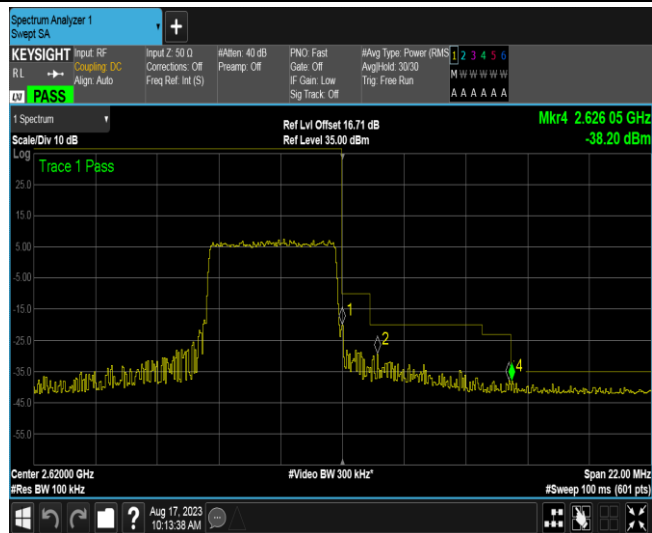 Spectrum Analyzer 1
Swept SA
+
KEYSIGHT
RL
LXI PASS
Input: RF
Coupling: DC
Align: Auto
Input Z: 50 Ω
Corrections: Off
Freq Ref: Int (S)
#Atten: 40 dB
Preamp: Off
PNO: Fast
Gate: Off
IF Gain: Low
Sig Track: Off
#Avg Type: Power (RMS
Avg|Hold: 30/30
Trig: Free Run
1 2 3 4 5 6
M W W W W W
A A A A A A
1 Spectrum
Scale/Div 10 dB
Log
Ref Lvl Offset 16.71 dB
Ref Level 35.00 dBm
Mkr4 2.626 05 GHz
-38.20 dBm
Trace 1 Pass
25.0
15.0
5.00
-5.00
-15.0
1
-25.0
2
-35.0
4
-45.0
-55.0
Center 2.62000 GHz
#Res BW 100 kHz
#Video BW 300 kHz*
Span 22.00 MHz
#Sweep 100 ms (601 pts)
?
Aug 17, 2023
10:13:38 AM